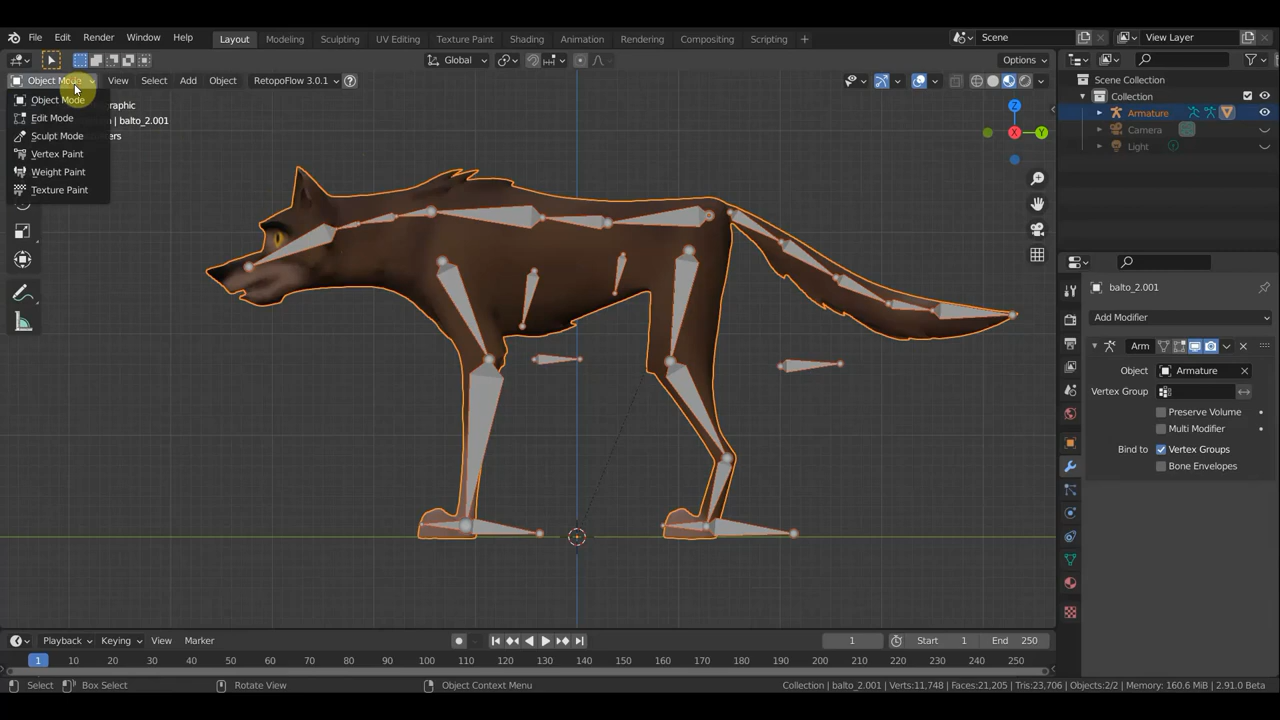 File Edit Render Window Help Layout Modeling Sculpting UV Editing Texture Paint Shading Animation Rendering Compositing Scripting + Scene View Layer
Global Options
Object Mode View Select Add Object RetopoFlow 3.0.1
Object Mode
Edit Mode
Sculpt Mode
Vertex Paint
Weight Paint
Texture Paint
graphic
| balto_2.001
ers
Z
X
Y
Scene Collection
Collection
Armature
Camera
Light
balto_2.001
Add Modifier
Arm
Object Armature
Vertex Group
Preserve Volume
Multi Modifier
Bind to Vertex Groups
Bone Envelopes
Playback Keying View Marker 1 Start 1 End 250
1 10 20 30 40 50 60 70 80 90 100 110 120 130 140 150 160 170 180 190 200 210 220 230 240 250
Select Box Select Rotate View Object Context Menu Collection | balto_2.001 | Verts:11,748 | Faces:21,205 | Tris:23,706 | Objects:2/2 | Memory: 160.6 MiB | 2.91.0 Beta